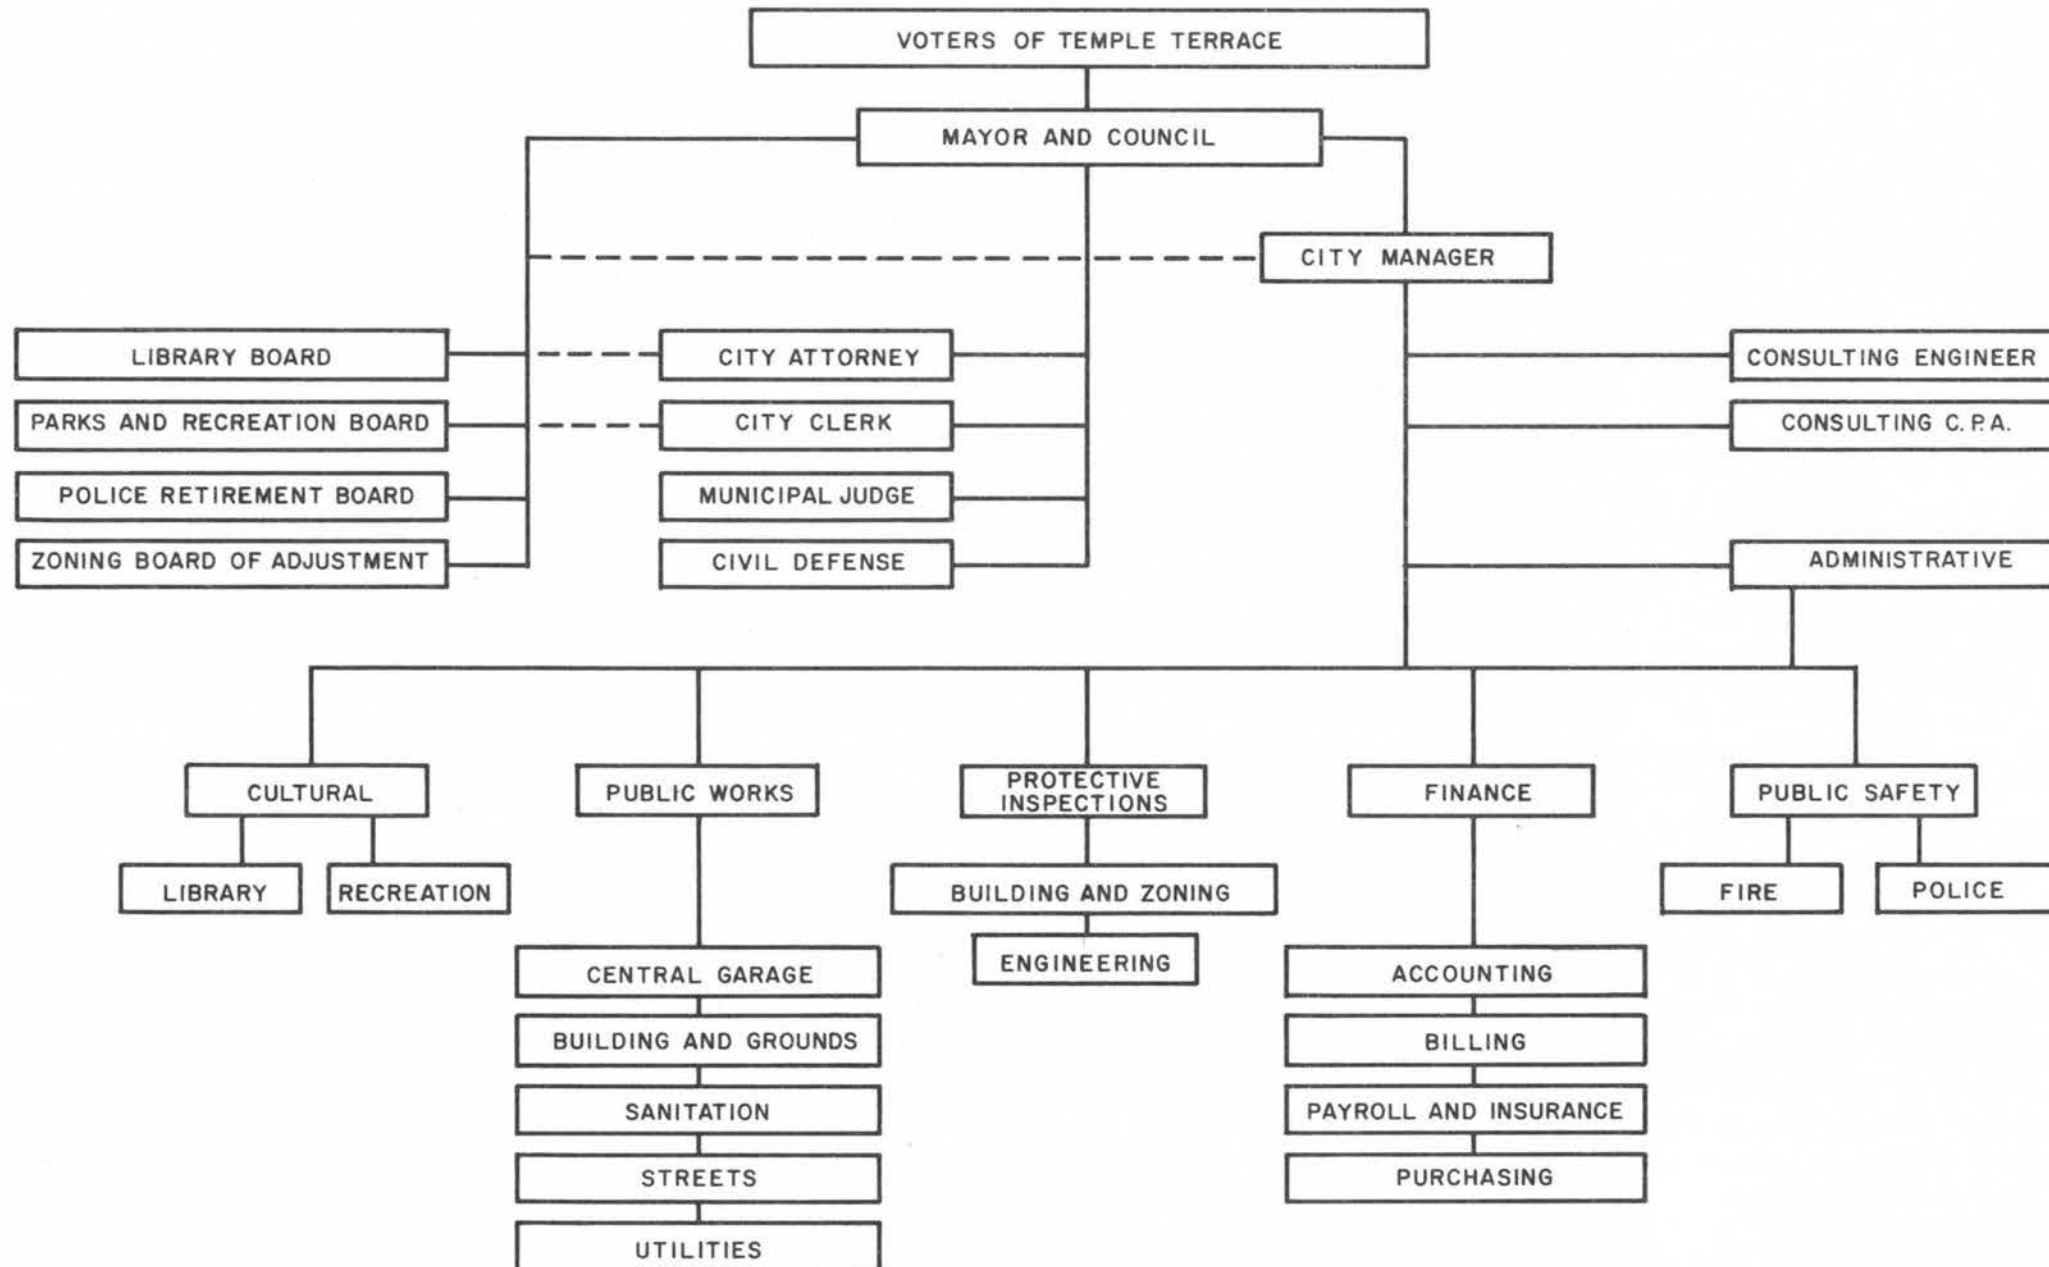 VOTERS OF TEMPLE TERRACE
MAYOR AND COUNCIL
CITY MANAGER
LIBRARY BOARD
CITY ATTORNEY
CONSULTING ENGINEER
PARKS AND RECREATION BOARD
CITY CLERK
CONSULTING C.P.A.
POLICE RETIREMENT BOARD
MUNICIPAL JUDGE
ZONING BOARD OF ADJUSTMENT
CIVIL DEFENSE
ADMINISTRATIVE
CULTURAL
PUBLIC WORKS
PROTECTIVE
INSPECTIONS
FINANCE
PUBLIC SAFETY
LIBRARY
RECREATION
BUILDING AND ZONING
FIRE
POLICE
ENGINEERING
CENTRAL GARAGE
ACCOUNTING
BUILDING AND GROUNDS
BILLING
SANITATION
PAYROLL AND INSURANCE
STREETS
PURCHASING
UTILITIES